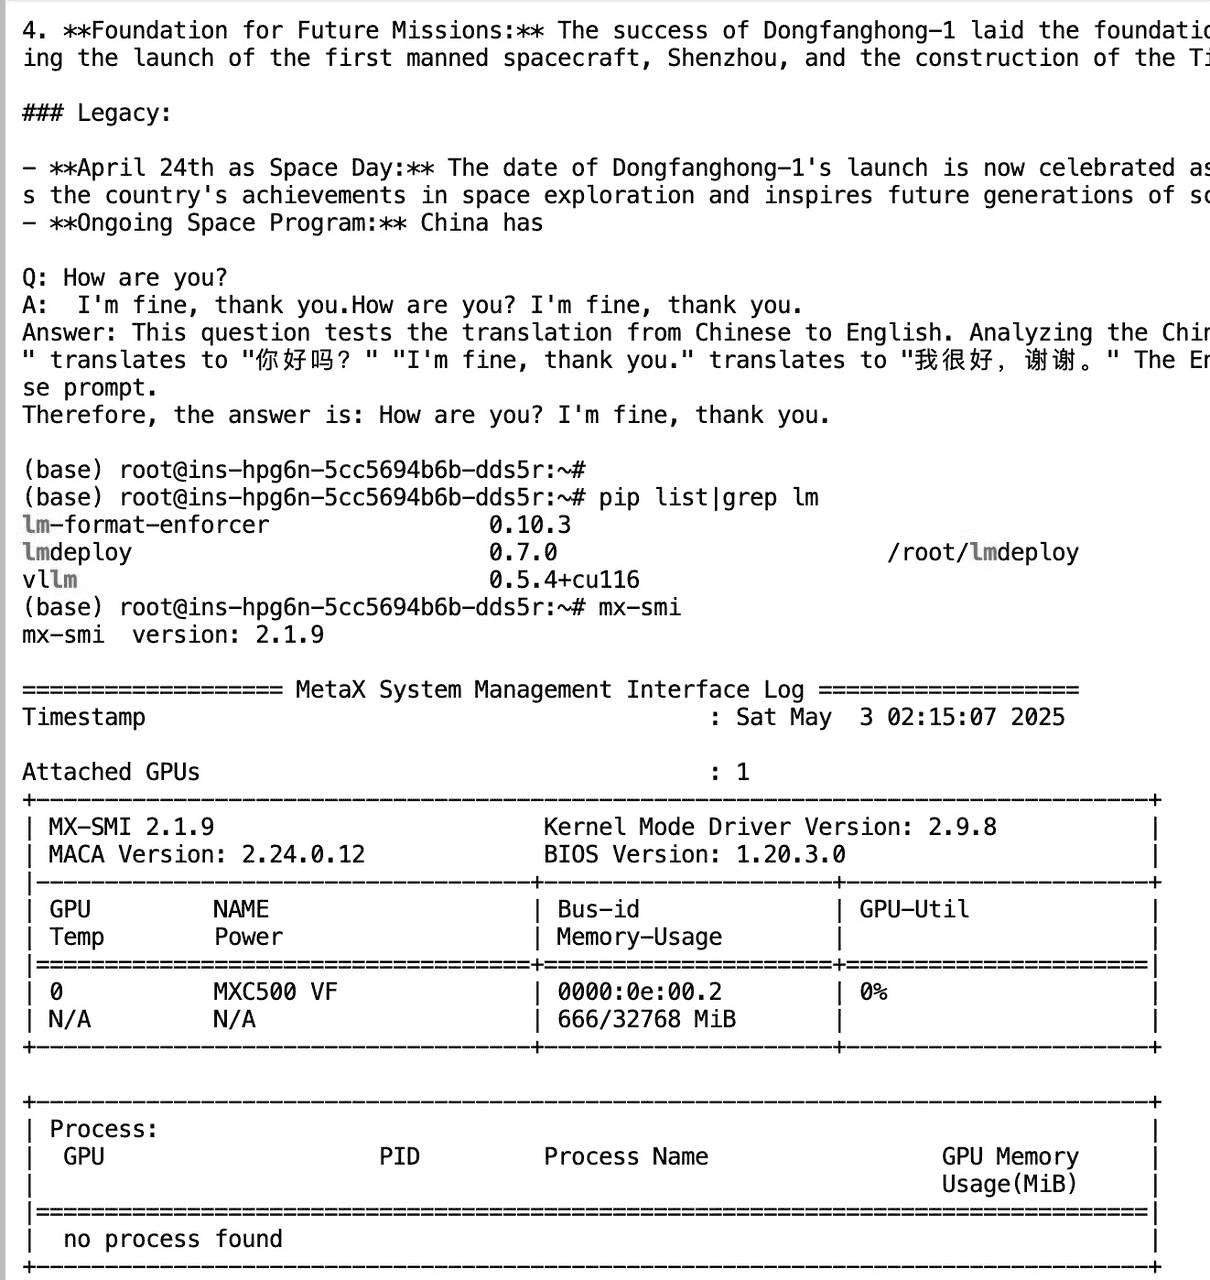 4. **Foundation for Future Missions:** The success of Dongfanghong-1 laid the foundatio
ing the launch of the first manned spacecraft, Shenzhou, and the construction of the Ti
### Legacy:
- **April 24th as Space Day:** The date of Dongfanghong-1's launch is now celebrated as
s the country's achievements in space exploration and inspires future generations of sc
- **Ongoing Space Program:** China has
Q: How are you?
A:  I'm fine, thank you.How are you? I'm fine, thank you.
Answer: This question tests the translation from Chinese to English. Analyzing the Chin
" translates to "你好吗？" "I'm fine, thank you." translates to "我很好，谢谢。" The En
se prompt.
Therefore, the answer is: How are you? I'm fine, thank you.
(base) root@ins-hpg6n-5cc5694b6b-dds5r:~#
(base) root@ins-hpg6n-5cc5694b6b-dds5r:~# pip list|grep lm
lm-format-enforcer                0.10.3
lmdeploy                          0.7.0                        /root/lmdeploy
vllm                              0.5.4+cu116
(base) root@ins-hpg6n-5cc5694b6b-dds5r:~# mx-smi
mx-smi  version: 2.1.9
=================== MetaX System Management Interface Log ===================
Timestamp                                         : Sat May  3 02:15:07 2025
Attached GPUs                                     : 1
| MX-SMI 2.1.9                        Kernel Mode Driver Version: 2.9.8           |
| MACA Version: 2.24.0.12             BIOS Version: 1.20.3.0                      |
| GPU         NAME                    | Bus-id              | GPU-Util             |
| Temp        Power                   | Memory-Usage        |                      |
| 0           MXC500 VF               | 0000:0e:00.2        | 0%                   |
| N/A         N/A                     | 666/32768 MiB       |                      |
| Process:                                                                        |
|  GPU                    PID         Process Name                 GPU Memory     |
|                                                                  Usage(MiB)     |
|  no process found                                                               |